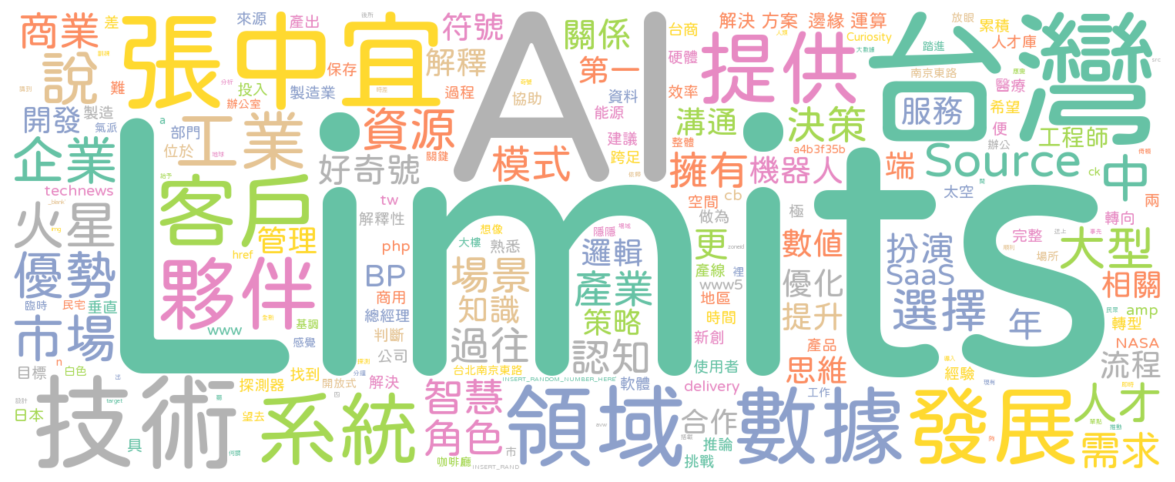 商業
差
張中宜
來源
產出
符號
AI
關係
解決
方案
邊緣
運算
放眼
累積
台灣
說
難
投入
保存
解釋
第一
提供
台商
Curiosity
踏進
人才庫
辦公室
製造業
過程
協助
資料
硬體
南京東路
醫療
開發
製造
a
部門
工業
資源
能源
效率
溝通
決策
服務
希望
工程師
氣派
位於
關鍵
模式
建議
跨足
整體
a4b3f35b
便
辦公
企業
technews
客戶
好奇號
擁有
機器人
端
Source
ck
中
兩
火星
href
管理
tw
解釋性
php
想像
大樓
熟悉
隱隱
邏輯
cb
空間
做為
更
極
數值
扮演
太空
完整
轉向
大型
場所
優勢
夥伴
Limits
BP
場景
產業
產線
裡
www5
地區
優化
SaaS
相關
臨時
民宅
垂直
www
基調
商用
總經理
知識
策略
時間
提升
選擇
年
amp
轉型
市場
n
感覺
判斷
公司
過往
認知
新創
產品
思維
NASA
流程
目標
白色
找到
台北南京東路
INSERT_RANDOM_NUMBER_HERE
使用者
經驗
技術
探測器
開放式
解決
智慧
軟體
delivery
工作
日本
望去
系統
角色
領域
合作
數據
發展
人才
具
target
咖啡廳
INSERT_RAND
市
推論
挑戰
需求